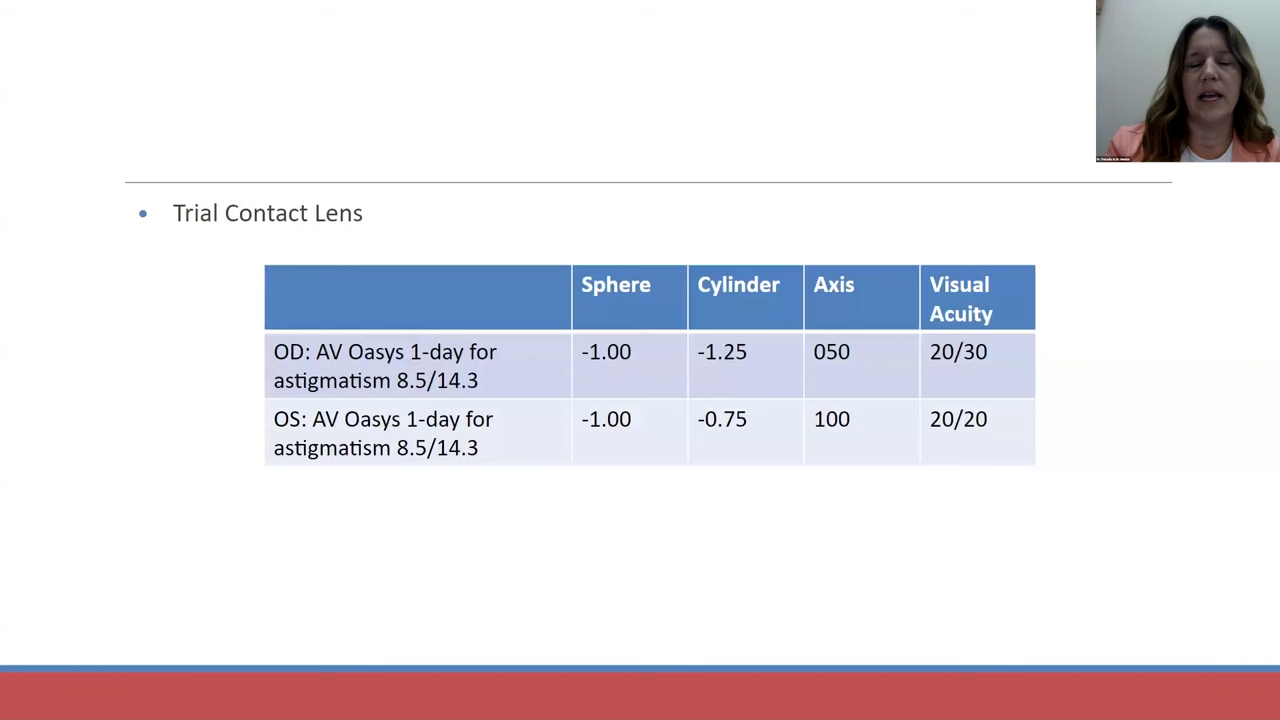 Trial Contact Lens
Sphere
Cylinder
Axis
Visual
Acuity
OD: AV Oasys 1-day for
astigmatism 8.5/14.3
-1.00
-1.25
050
20/30
OS: AV Oasys 1-day for
astigmatism 8.5/14.3
-1.00
-0.75
100
20/20